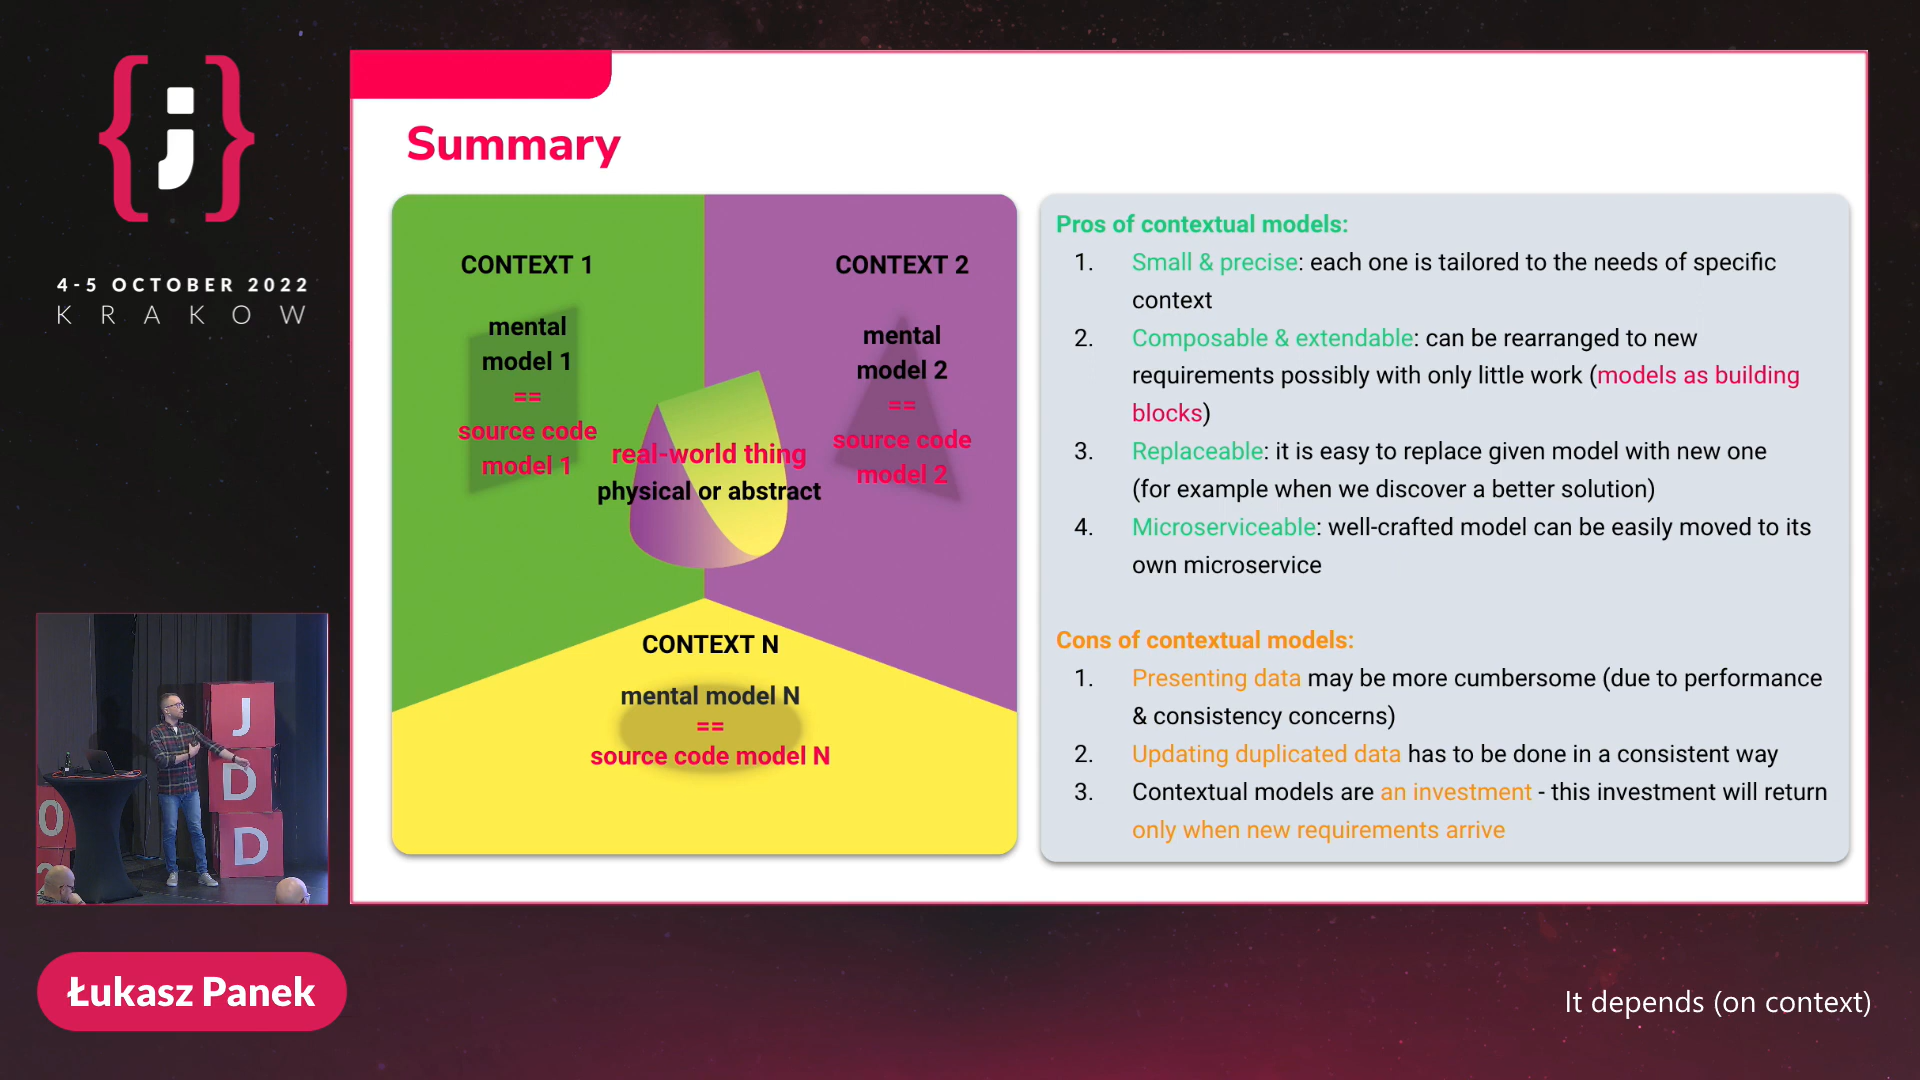 {j}
4-5 OCTOBER 2022
KRAKOW
Summary
CONTEXT 1
mental
model 1
==
source code
model 1
CONTEXT 2
mental
model 2
==
source code
model 2
real-world thing
physical or abstract
CONTEXT N
mental model N
==
source code model N
Pros of contextual models:
1. Small & precise: each one is tailored to the needs of specific
context
2. Composable & extendable: can be rearranged to new
requirements possibly with only little work (models as building
blocks)
3. Replaceable: it is easy to replace given model with new one
(for example when we discover a better solution)
4. Microserviceable: well-crafted model can be easily moved to its
own microservice
Cons of contextual models:
1. Presenting data may be more cumbersome (due to performance
& consistency concerns)
2. Updating duplicated data has to be done in a consistent way
3. Contextual models are an investment - this investment will return
only when new requirements arrive
J
D
D
0
Łukasz Panek
It depends (on context)